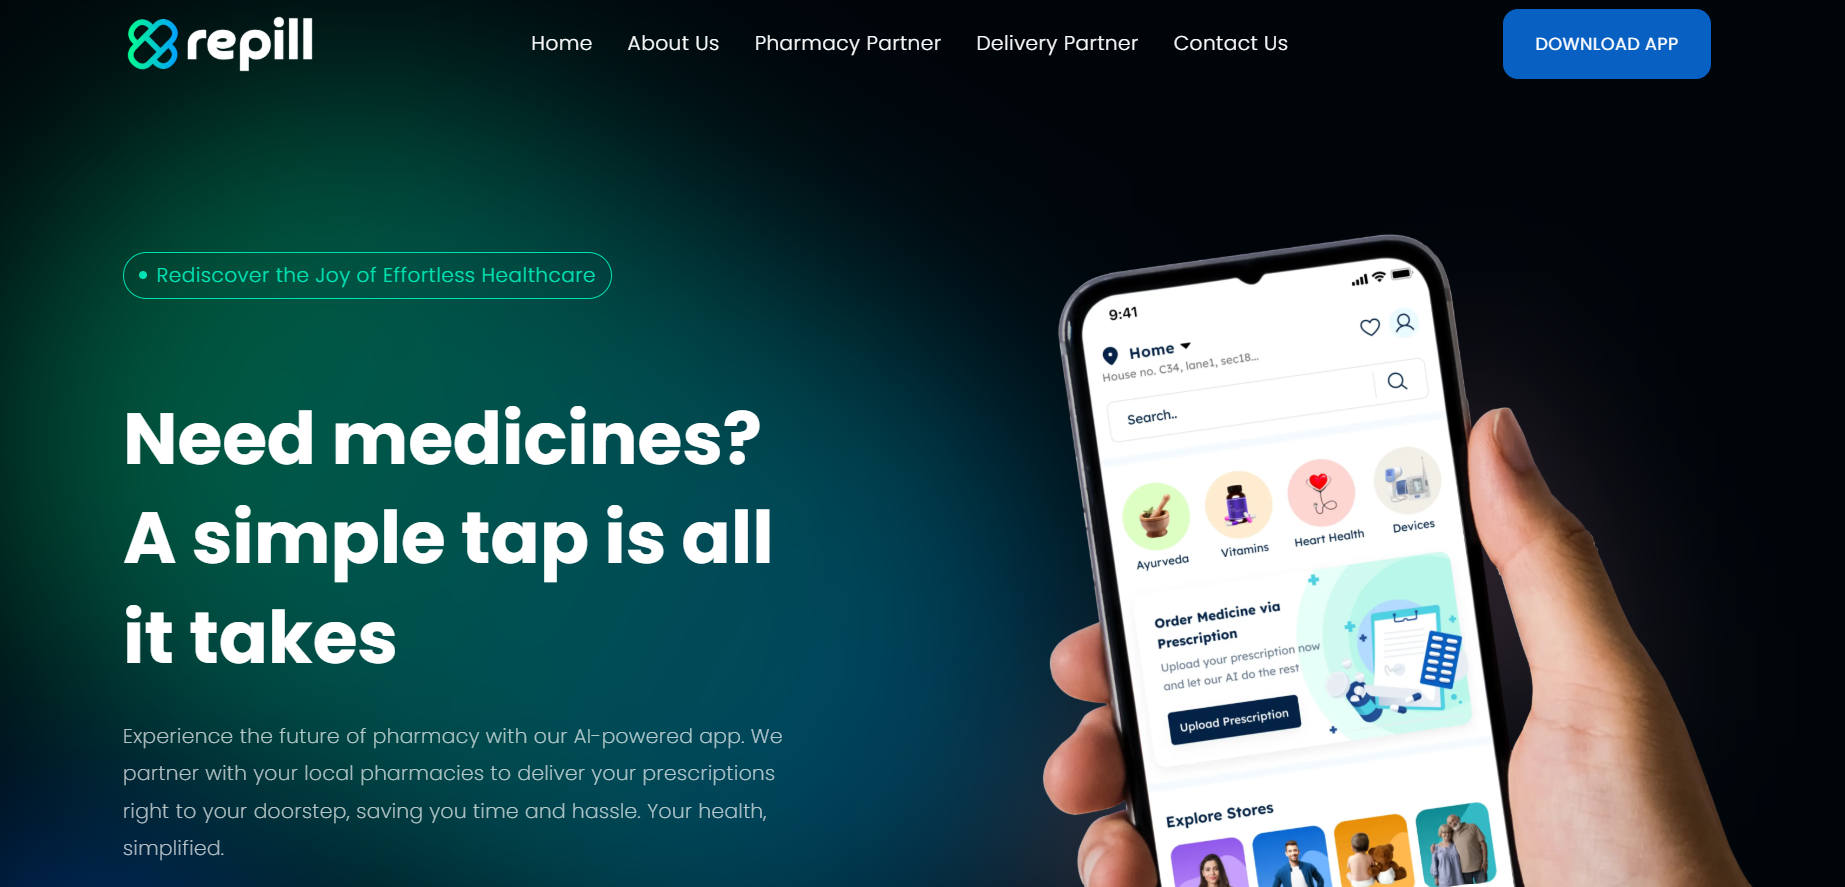 repill
Home
About Us
Pharmacy Partner
Delivery Partner
Contact Us
DOWNLOAD APP
Rediscover the Joy of Effortless Healthcare
Need medicines?
A simple tap is all
it takes
Experience the future of pharmacy with our AI-powered app. We
partner with your local pharmacies to deliver your prescriptions
right to your doorstep, saving you time and hassle. Your health,
simplified.
9:41
Home
House no. C34, lane1, sec18...
Search..
Ayurveda
Vitamins
Heart Health
Devices
Order Medicine via
Prescription
Upload your prescription now
and let our AI do the rest
Upload Prescription
Explore Stores